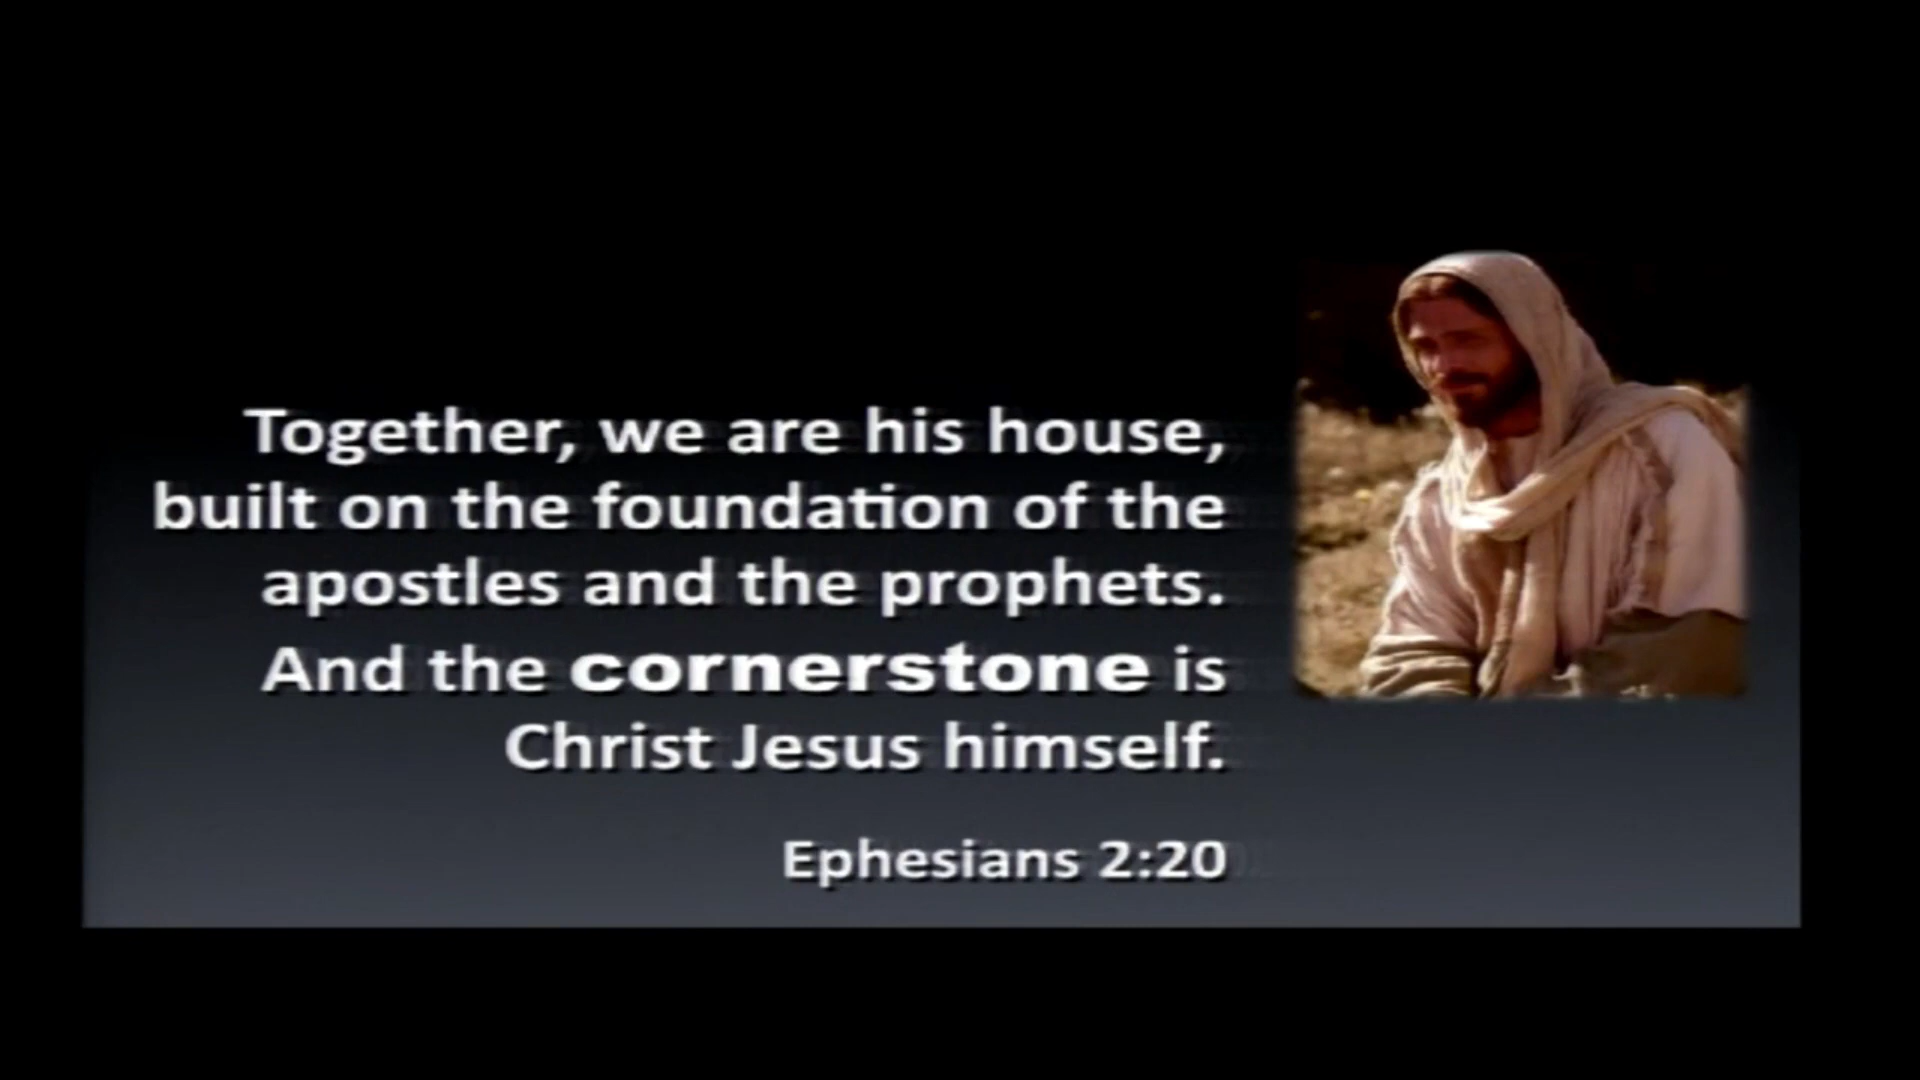 Together, we are his house,
built on the foundation of the
apostles and the prophets.
And the cornerstone is
Christ Jesus himself.
Ephesians 2:20